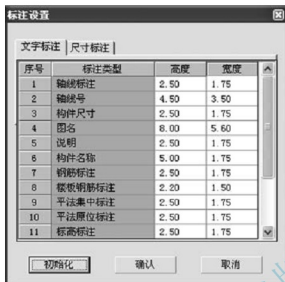 标注设置
文字标注 尺寸标注
序号 标注类型 高度 宽度
1 轴线标注 2.50 1.75
2 轴线号 4.50 3.50
3 构件尺寸 2.50 1.75
4 图名 8.00 5.60
5 说明 2.50 1.75
6 构件名称 5.00 1.75
7 钢筋标注 2.50 1.75
8 楼板钢筋标注 2.20 1.50
9 平法集中标注 2.50 1.75
10 平法原位标注 2.50 1.75
11 标高标注 2.50 1.75
初始化 确认 取消